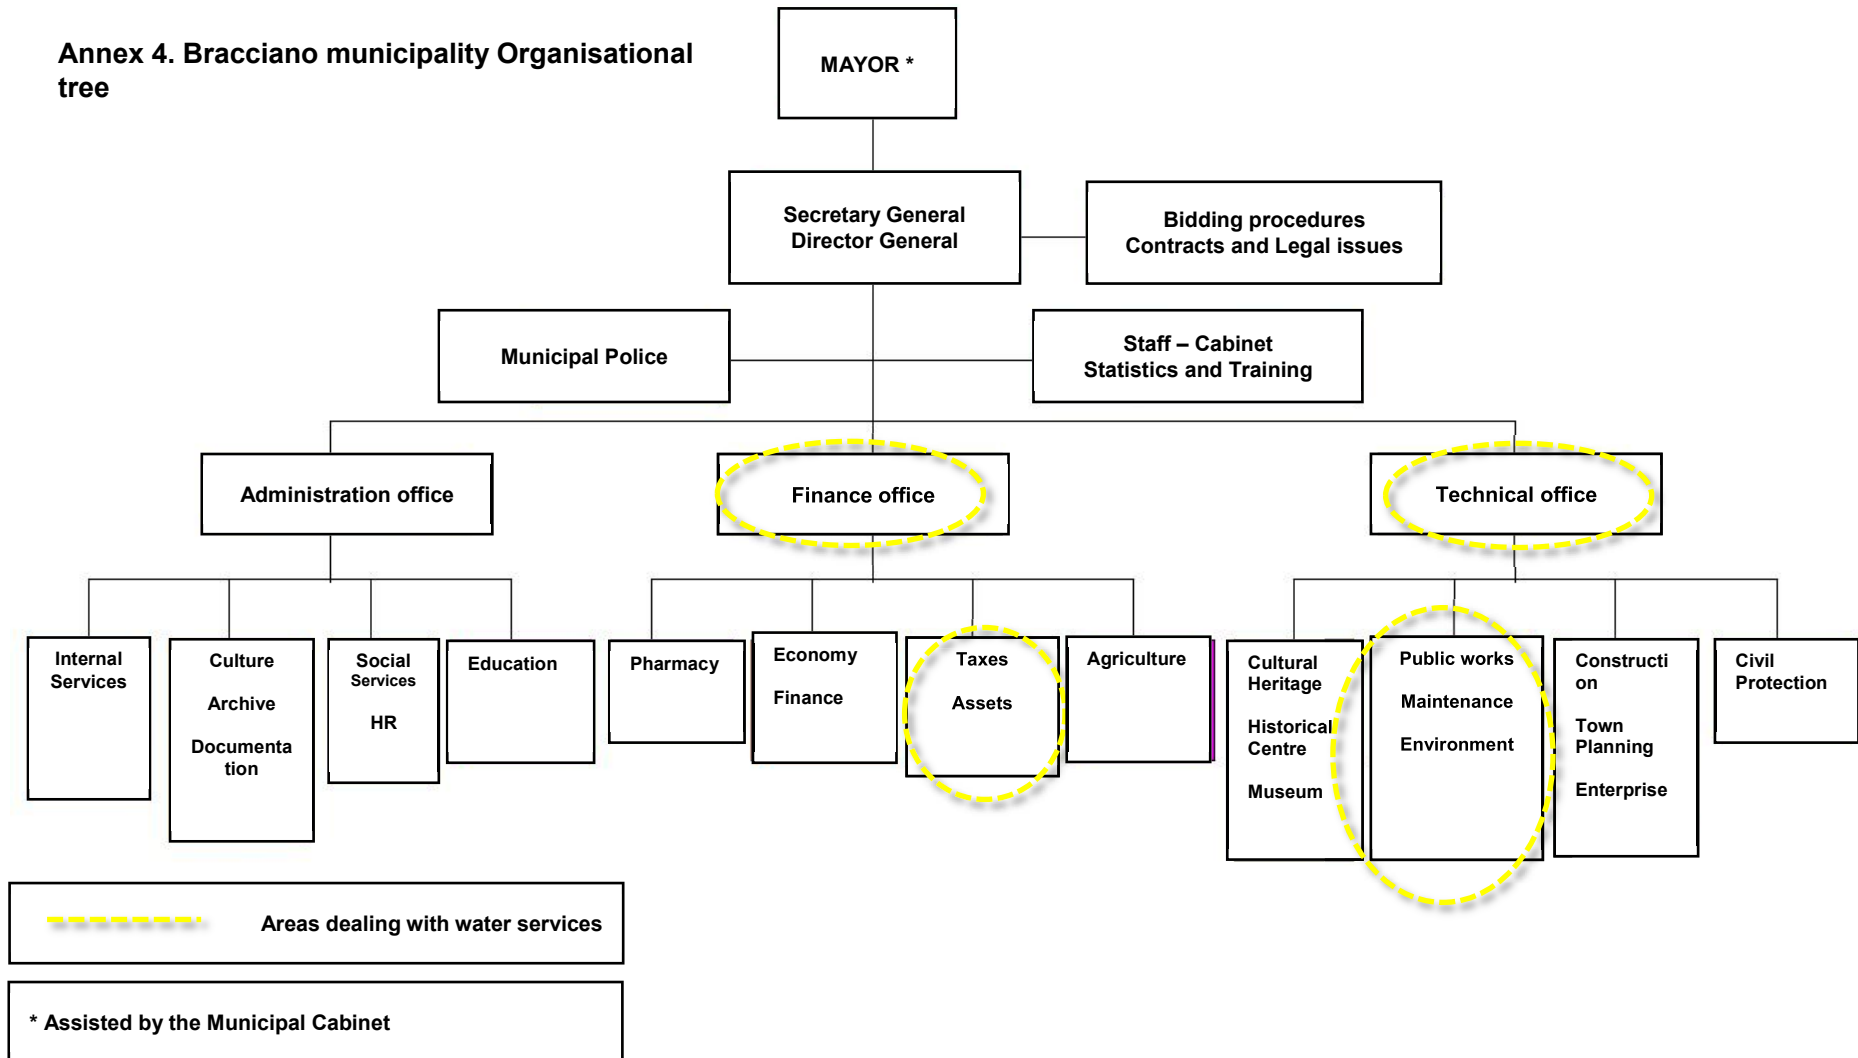 Annex 4. Bracciano municipality Organisational
tree
MAYOR *
Secretary General
Director General
Bidding procedures
Contracts and Legal issues
Municipal Police
Staff – Cabinet
Statistics and Training
Administration office
Finance office
Technical office
Internal
Services
Culture
Archive
Documenta
tion
Social
Services
HR
Education
Pharmacy
Economy
Finance
Taxes
Assets
Agriculture
Cultural
Heritage
Historical
Centre
Museum
Public works
Maintenance
Environment
Constructi
on
Town
Planning
Enterprise
Civil
Protection
Areas dealing with water services
* Assisted by the Municipal Cabinet